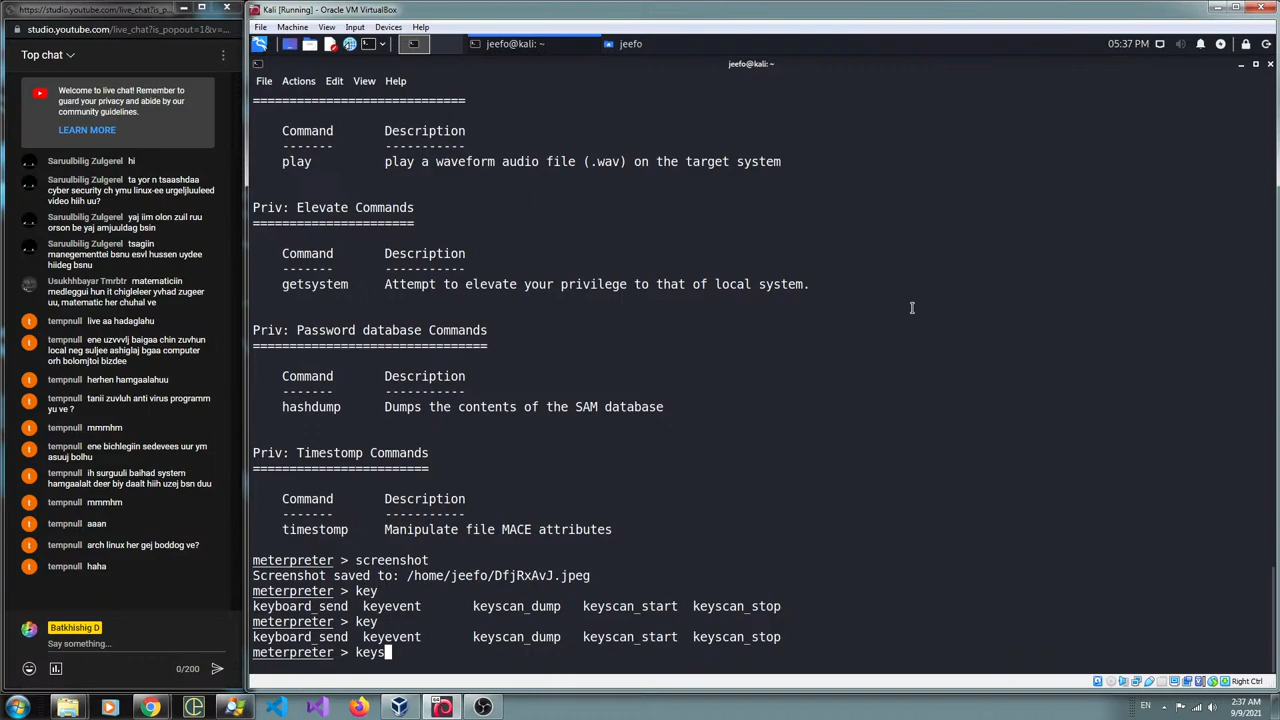 https://studio.youtube.com/live_chat?is_popout=1&v=...
studio.youtube.com/live_chat?is_popout=1&v=...
Top chat
Welcome to live chat! Remember to
guard your privacy and abide by our
community guidelines.
LEARN MORE
Saruulbilig Zulgerel hi
Saruulbilig Zulgerel
ta yor n tsaashdaa
cyber security ch ymu linux-ee urgeljluuleed
video hiih uu?
Saruulbilig Zulgerel yaj jiim olon zuil ruu
orson be yaj amjuuldag bsin
Saruulbilig Zulgerel tsagiin
manegementtei bsnu esvl hussen uydee
hiideg bsnu
Usukhhbayar Tmrbtr matematiciin
medleggui hun it chigleleer yvhad zugeer
uu, matematic her chuhal ve
tempnull live aa hadaglahu
tempnull ene uzvvvlj baigaa chin zuvhun
local neg suljee ashiglaj bgaa computer
orh bolomjtoi bizdee
tempnull herhen hamgaalahuu
tempnull tanii zuvluh anti virus programm
yu ve ?
tempnull mmmhm
tempnull ene bichlegiin sedevees uur ym
asuuj bolhu
tempnull ih surguuli baihad system
hamgaalalt deer biy daalt hiih uzej bsn duu
tempnull mmmhm
tempnull aaan
tempnull arch linux her gej boddog ve?
tempnull haha
Batkhishig D
Say something...
0/200
Kali [Running] - Oracle VM VirtualBox
File Machine View Input Devices Help
jeefo@kali: ~
jeefo
05:37 PM
jeefo@kali: ~
File Actions Edit View Help
===========================
Command Description
------- -----------
play play a waveform audio file (.wav) on the target system
Priv: Elevate Commands
======================
Command Description
------- -----------
getsystem Attempt to elevate your privilege to that of local system.
Priv: Password database Commands
================================
Command Description
------- -----------
hashdump Dumps the contents of the SAM database
Priv: Timestomp Commands
========================
Command Description
------- -----------
timestomp Manipulate file MACE attributes
meterpreter > screenshot
Screenshot saved to: /home/jeefo/DfjRxAvJ.jpeg
meterpreter > key
keyboard_send keyevent keyscan_dump keyscan_start keyscan_stop
meterpreter > key
keyboard_send keyevent keyscan_dump keyscan_start keyscan_stop
meterpreter > keys
Right Ctrl
EN
2:37 AM
9/9/2021